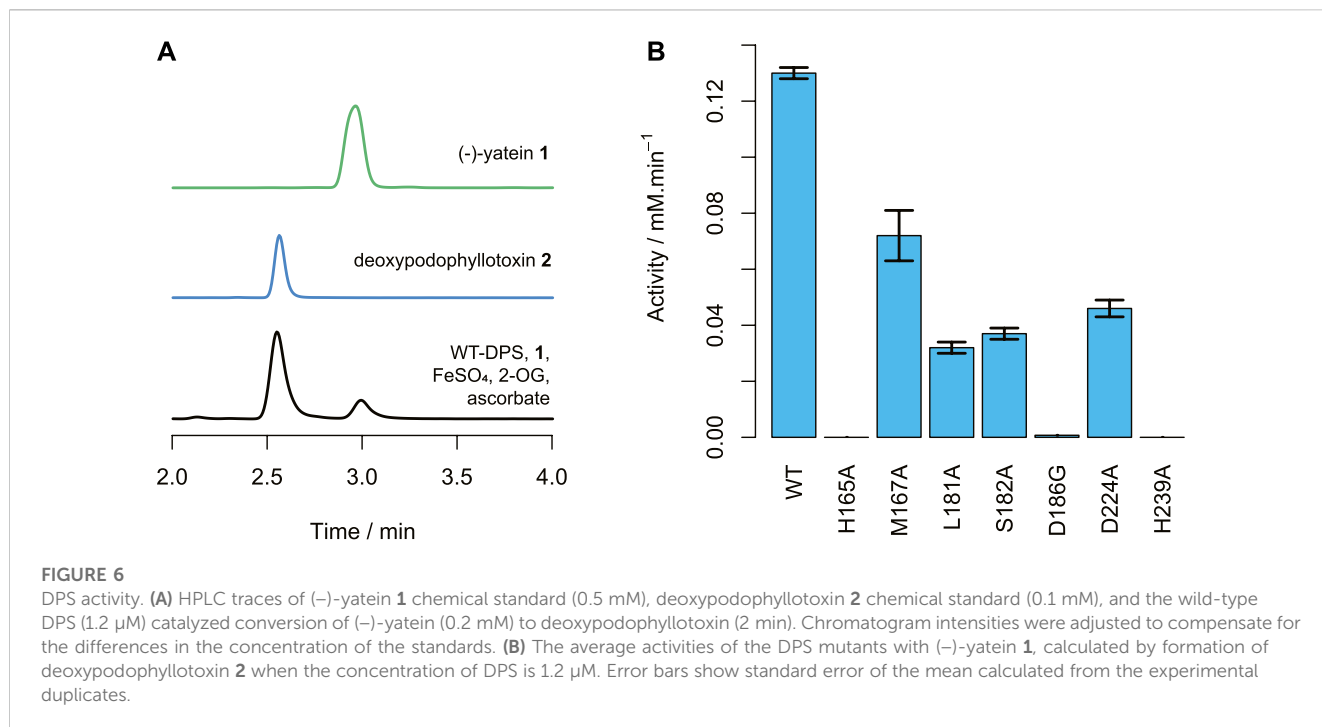 A
(-)-yatein 1
deoxypodophyllotoxin 2
WT-DPS, 1,
FeSO₄, 2-OG,
ascorbate
2.0 2.5 3.0 3.5 4.0
Time / min
B
Activity / mM.min⁻¹
0.12
0.08
0.04
0.00
WT
H165A
M167A
L181A
S182A
D186G
D224A
H239A
FIGURE 6
DPS activity. (A) HPLC traces of (−)-yatein 1 chemical standard (0.5 mM), deoxypodophyllotoxin 2 chemical standard (0.1 mM), and the wild-type
DPS (1.2 μM) catalyzed conversion of (−)-yatein (0.2 mM) to deoxypodophyllotoxin (2 min). Chromatogram intensities were adjusted to compensate for
the differences in the concentration of the standards. (B) The average activities of the DPS mutants with (−)-yatein 1, calculated by formation of
deoxypodophyllotoxin 2 when the concentration of DPS is 1.2 μM. Error bars show standard error of the mean calculated from the experimental
duplicates.